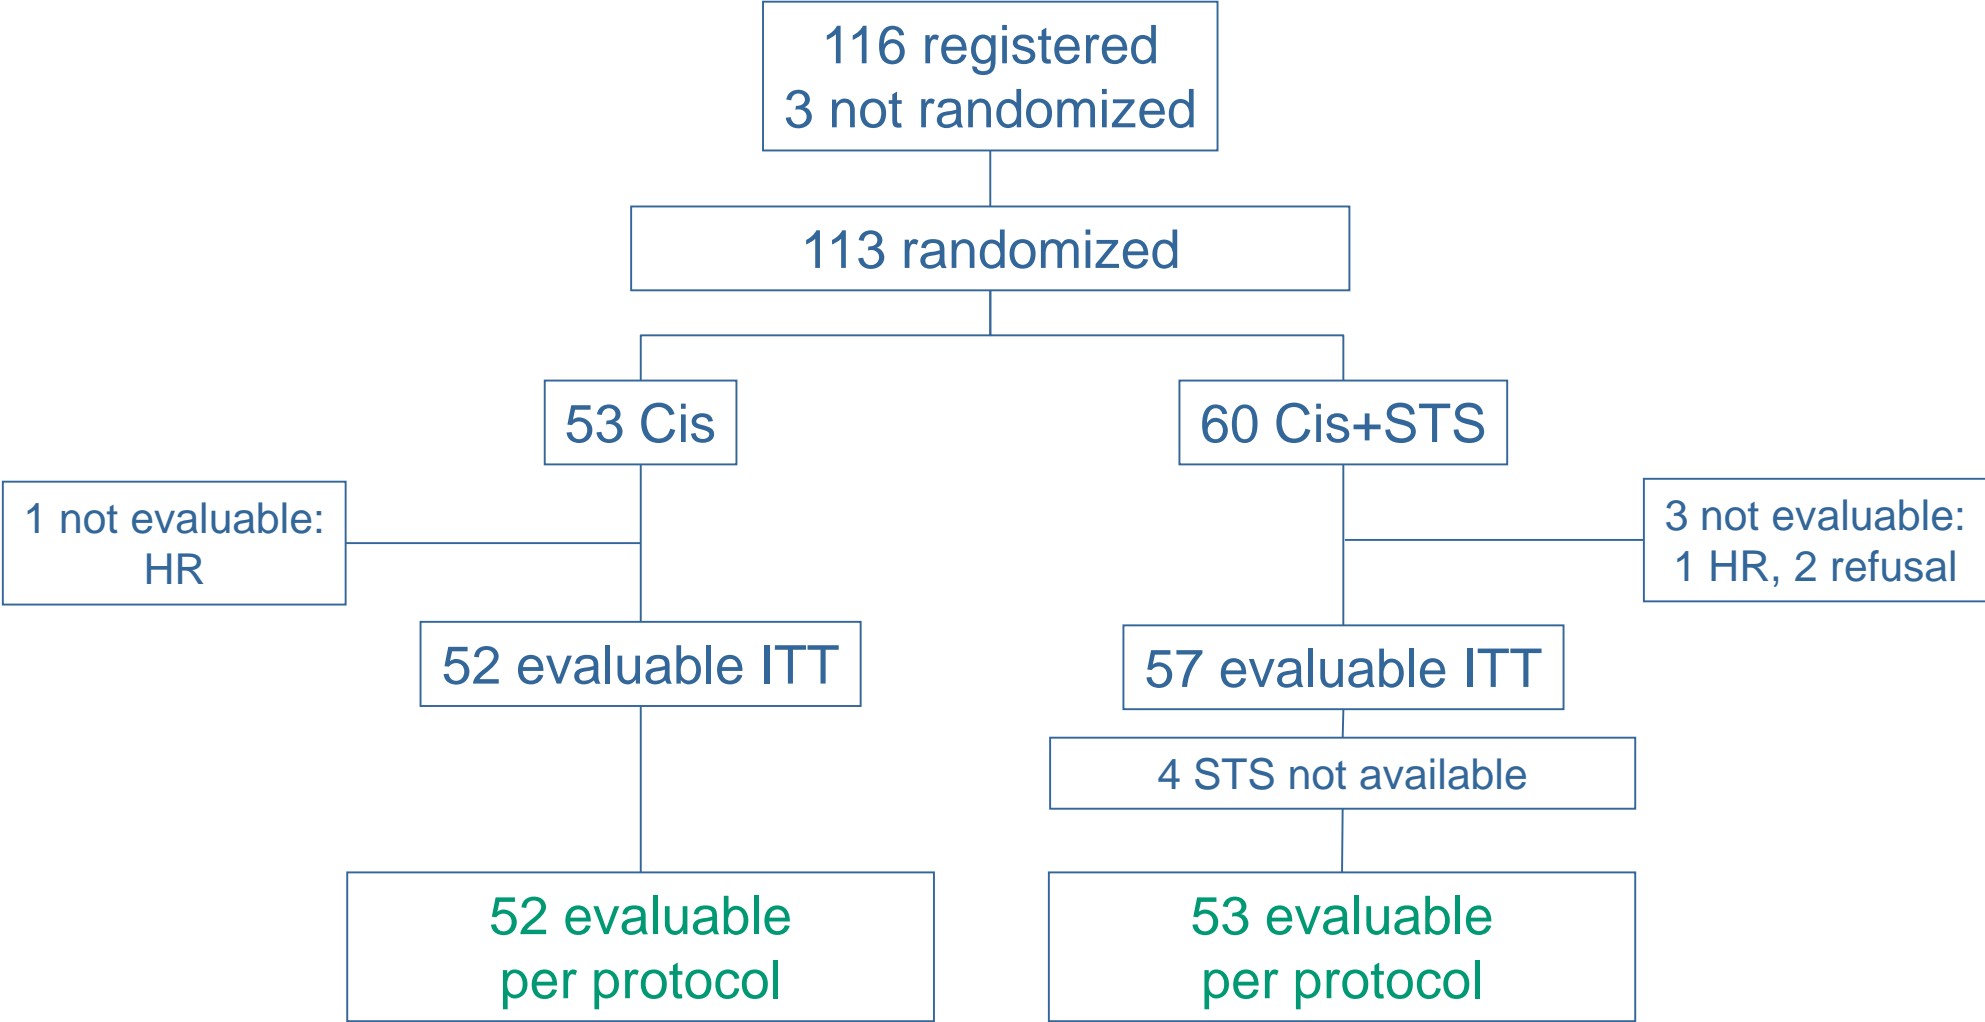 116 registered
3 not randomized
113 randomized
53 Cis
60 Cis+STS
1 not evaluable:
HR
3 not evaluable:
1 HR, 2 refusal
52 evaluable ITT
57 evaluable ITT
4 STS not available
52 evaluable
per protocol
53 evaluable
per protocol